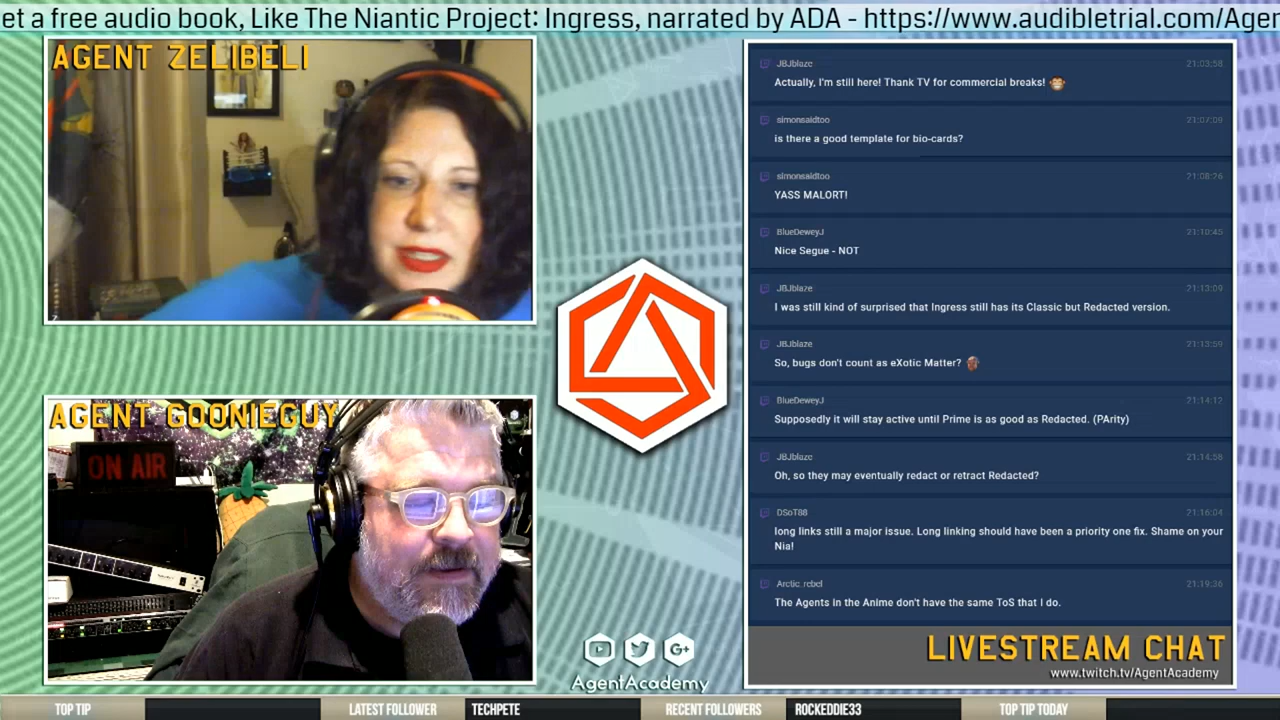 et a free audio book, Like The Niantic Project: Ingress, narrated by ADA - https://www.audibletrial.com/Agen
AGENT ZELIBELI
AGENT GOONIEGUY
ON AIR
AgentAcademy
JBJblaze 21:03:58
Actually, I'm still here! Thank TV for commercial breaks!
simonsaidtoo 21:07:09
is there a good template for bio-cards?
simonsaidtoo 21:08:26
YASS MALORT!
BlueDeweyJ 21:10:45
Nice Segue - NOT
JBJblaze 21:13:09
I was still kind of surprised that Ingress still has its Classic but Redacted version.
JBJblaze 21:13:59
So, bugs don't count as eXotic Matter?
BlueDeweyJ 21:14:12
Supposedly it will stay active until Prime is as good as Redacted. (PArity)
JBJblaze 21:14:58
Oh, so they may eventually redact or retract Redacted?
DSoT88 21:16:04
long links still a major issue. Long linking should have been a priority one fix. Shame on your
Nia!
Arctic_rebel 21:19:36
The Agents in the Anime don't have the same ToS that I do.
LIVESTREAM CHAT
www.twitch.tv/AgentAcademy
TOP TIP LATEST FOLLOWER TECHPETE RECENT FOLLOWERS ROCKEDDIE33 TOP TIP TODAY